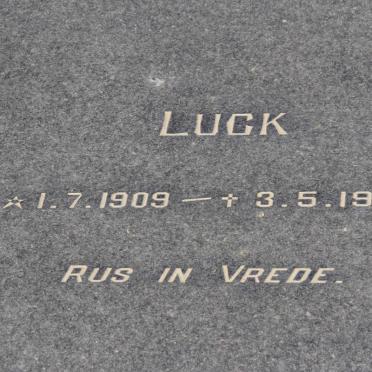 LUCK
☆ 1.7.1909 — ✝ 3.5.19
RUS IN VREDE.